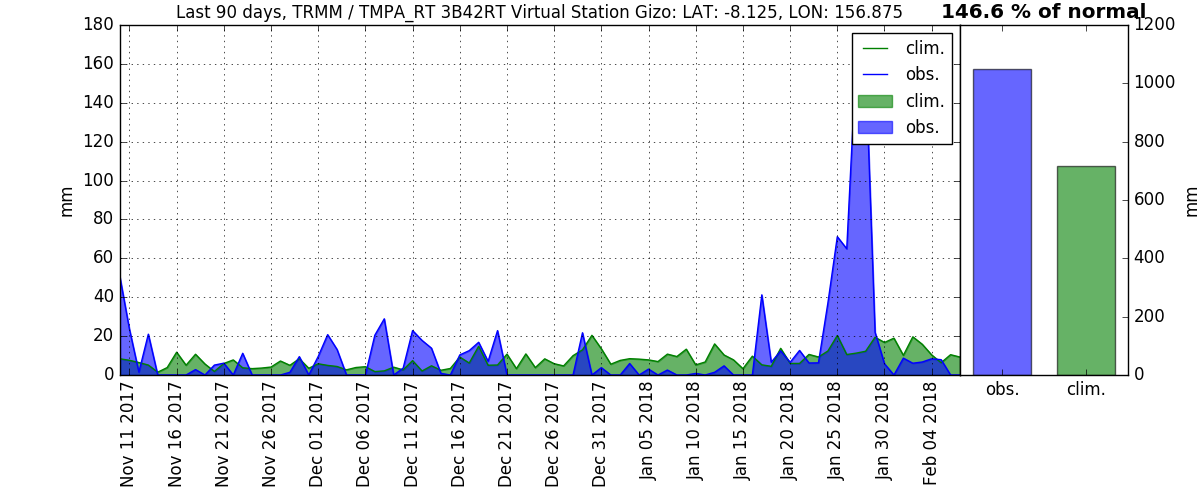 Last 90 days, TRMM / TMPA_RT 3B42RT Virtual Station Gizo: LAT: -8.125, LON: 156.875
146.6 % of normal
180
160
140
120
100
80
60
40
20
0
mm
clim.
obs.
clim.
obs.
1200
1000
800
600
400
200
0
mm
Nov 11 2017
Nov 16 2017
Nov 21 2017
Nov 26 2017
Dec 01 2017
Dec 06 2017
Dec 11 2017
Dec 16 2017
Dec 21 2017
Dec 26 2017
Dec 31 2017
Jan 05 2018
Jan 10 2018
Jan 15 2018
Jan 20 2018
Jan 25 2018
Jan 30 2018
Feb 04 2018
obs.
clim.